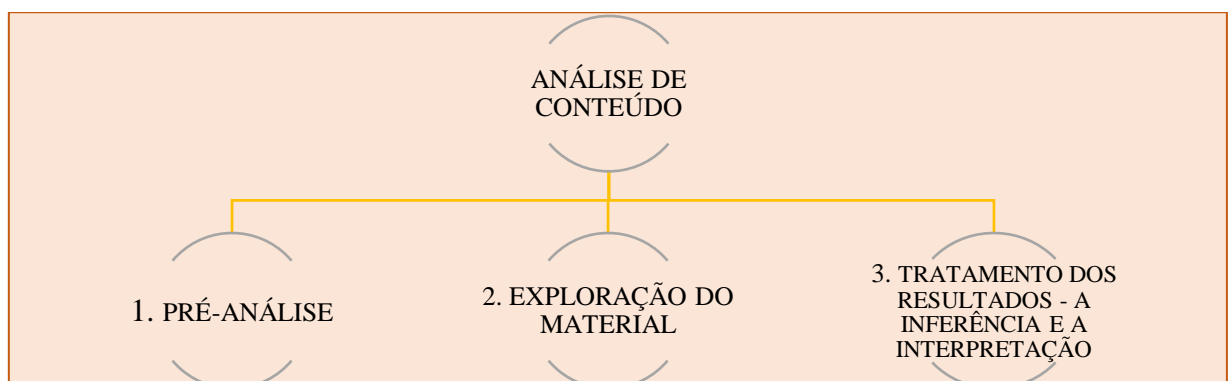 ANÁLISE DE
CONTEÚDO
1. PRÉ-ANÁLISE
2. EXPLORAÇÃO DO
MATERIAL
3. TRATAMENTO DOS
RESULTADOS - A
INFERÊNCIA E A
INTERPRETAÇÃO